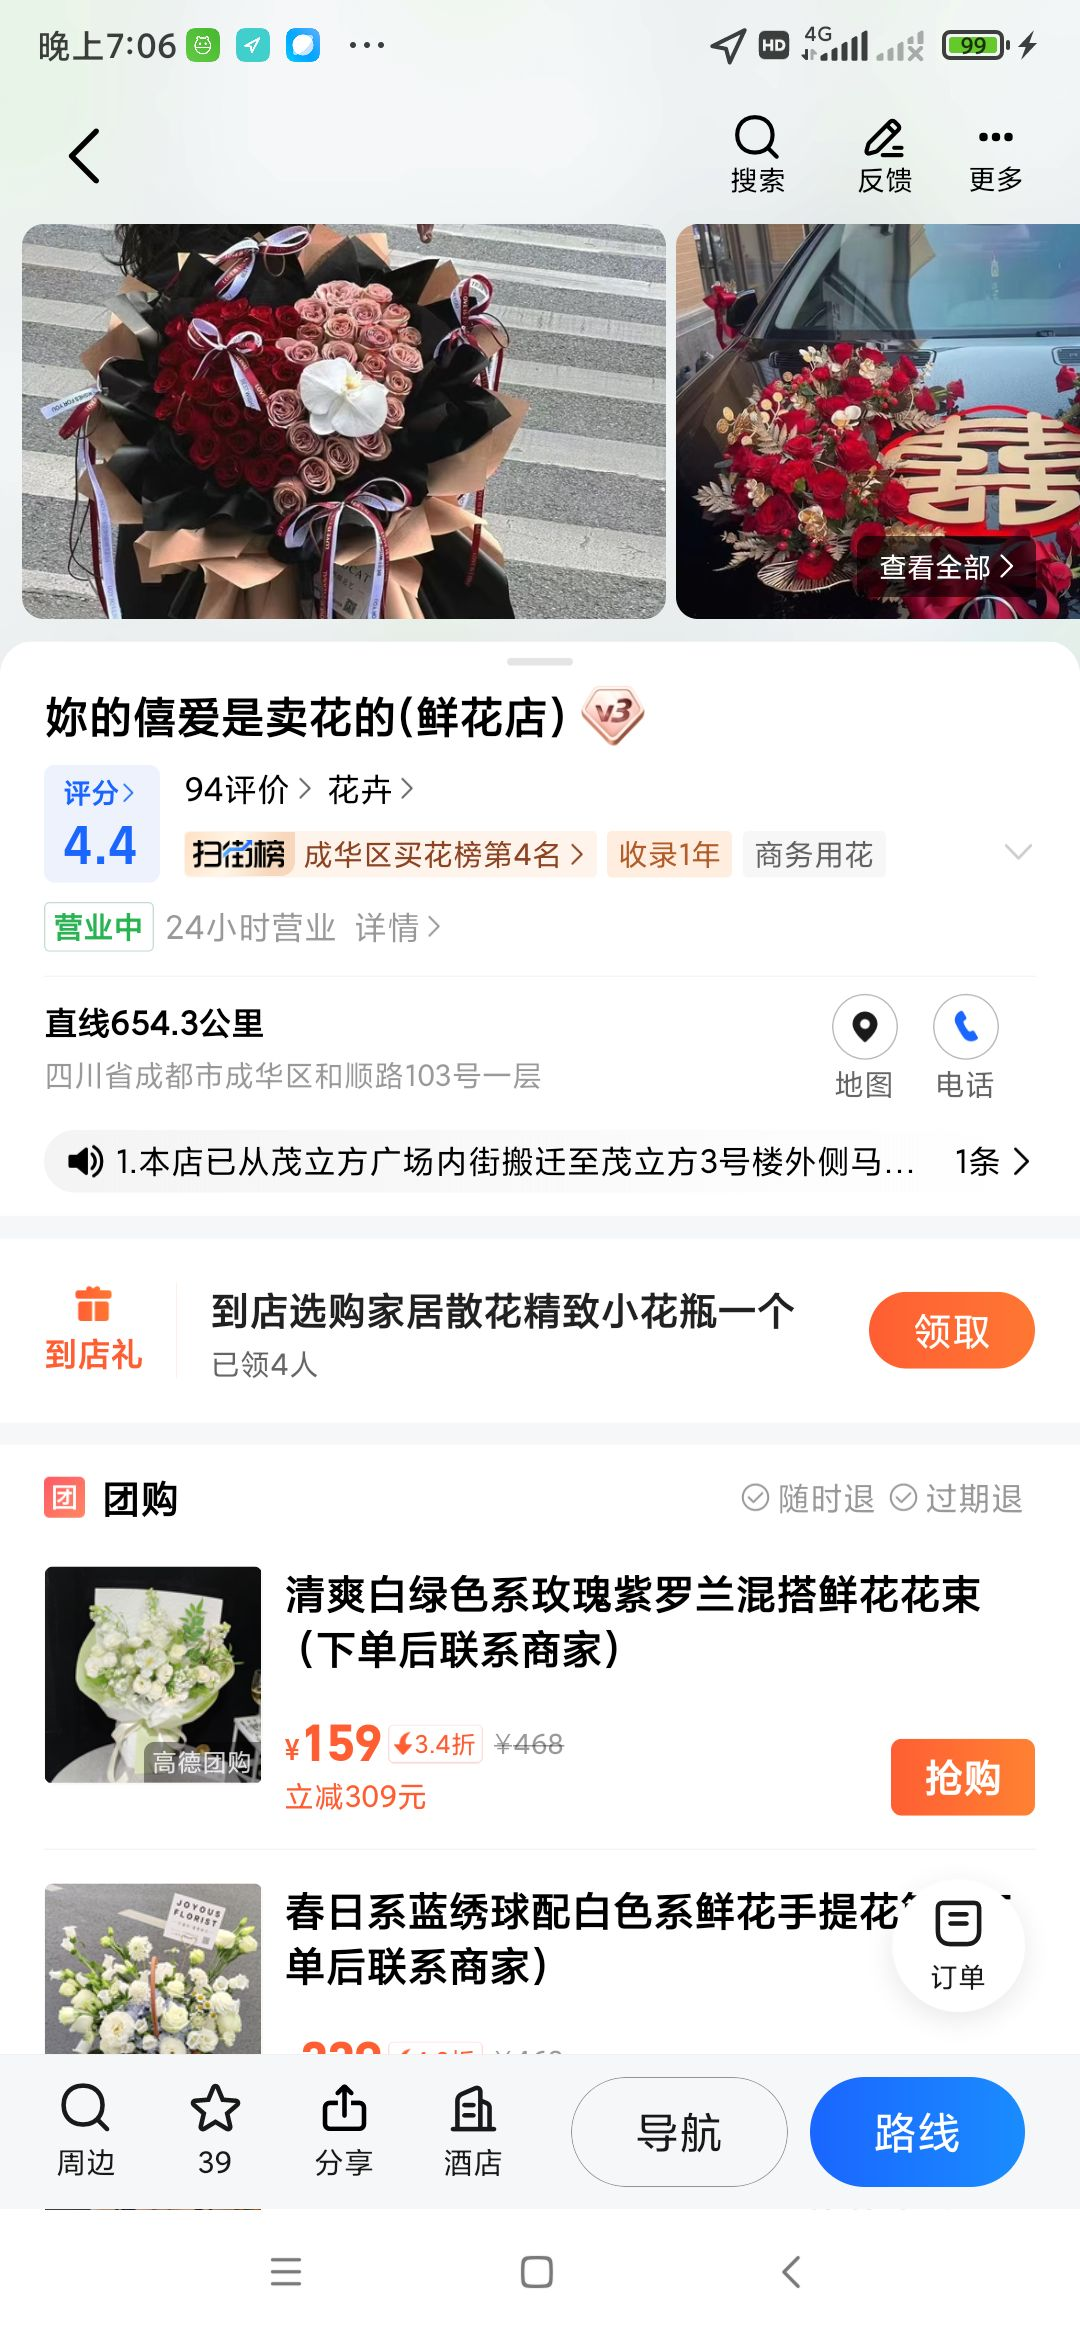 晚上7:06
HD 4G 99
搜索 反馈 更多
查看全部
妳的僖爱是卖花的(鲜花店) V3
评分 94评价 花卉
4.4 扫街榜 成华区买花榜第4名 收录1年 商务用花
营业中 24小时营业 详情
直线654.3公里
四川省成都市成华区和顺路103号一层
地图 电话
1.本店已从茂立方广场内街搬迁至茂立方3号楼外侧马... 1条
到店礼 到店选购家居散花精致小花瓶一个
已领4人
领取
团 团购 随时退 过期退
清爽白绿色系玫瑰紫罗兰混搭鲜花花束
（下单后联系商家）
高德团购
¥159 3.4折 ¥468
立减309元
抢购
JOYOUS
FLORIST
春日系蓝绣球配白色系鲜花手提花
单后联系商家）
订单
周边 39 分享 酒店 导航 路线